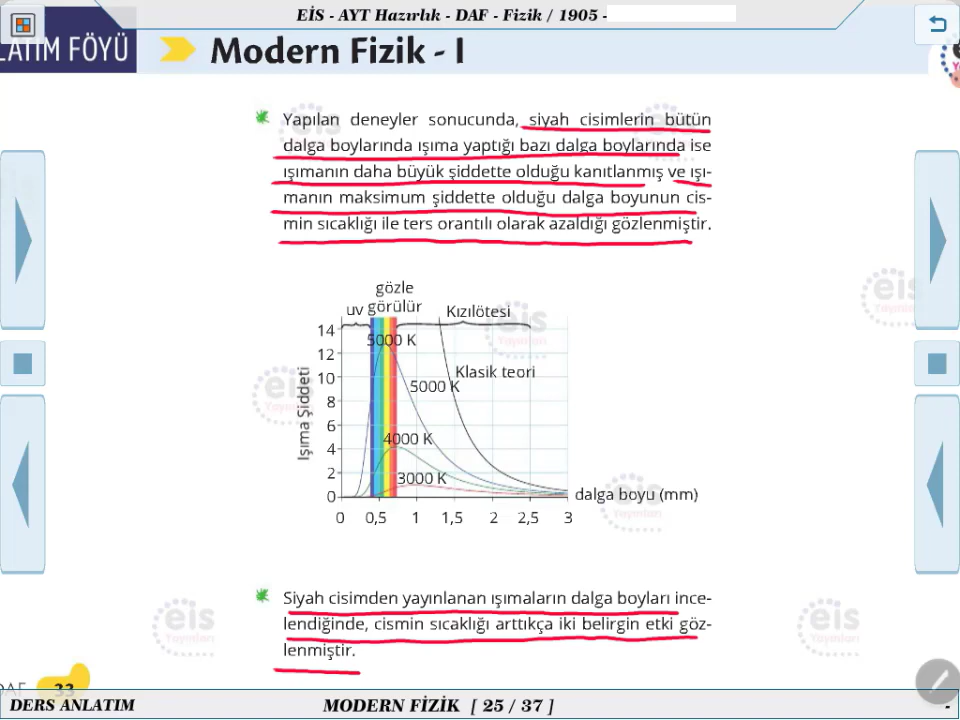 EİS - AYT Hazırlık - DAF - Fizik / 1905 -
LATIM FÖYÜ
Modern Fizik - I
Yapılan deneyler sonucunda, siyah cisimlerin bütün
dalga boylarında ışıma yaptığı bazı dalga boylarında ise
ışımanın daha büyük şiddette olduğu kanıtlanmış ve ışı-
manın maksimum şiddette olduğu dalga boyunun cis-
min sıcaklığı ile ters orantılı olarak azaldığı gözlenmiştir.
gözle
uv görülür Kızılötesi
14
5000 K
12
Klasik teori
10
5000 K
8
6
4000 K
4
3000 K
2
0
Işıma Şiddeti
dalga boyu (mm)
0 0,5 1 1,5 2 2,5 3
eis
Yayınları
Siyah cisimden yayınlanan ışımaların dalga boyları ince-
lendiğinde, cismin sıcaklığı arttıkça iki belirgin etki göz-
lenmiştir.
DAF 33
DERS ANLATIM
MODERN FİZİK [ 25 / 37 ]
-